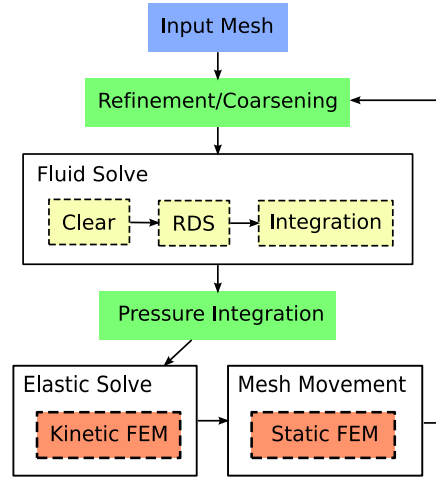 Input Mesh
Refinement/Coarsening
Fluid Solve
Clear
RDS
Integration
Pressure Integration
Elastic Solve
Kinetic FEM
Mesh Movement
Static FEM